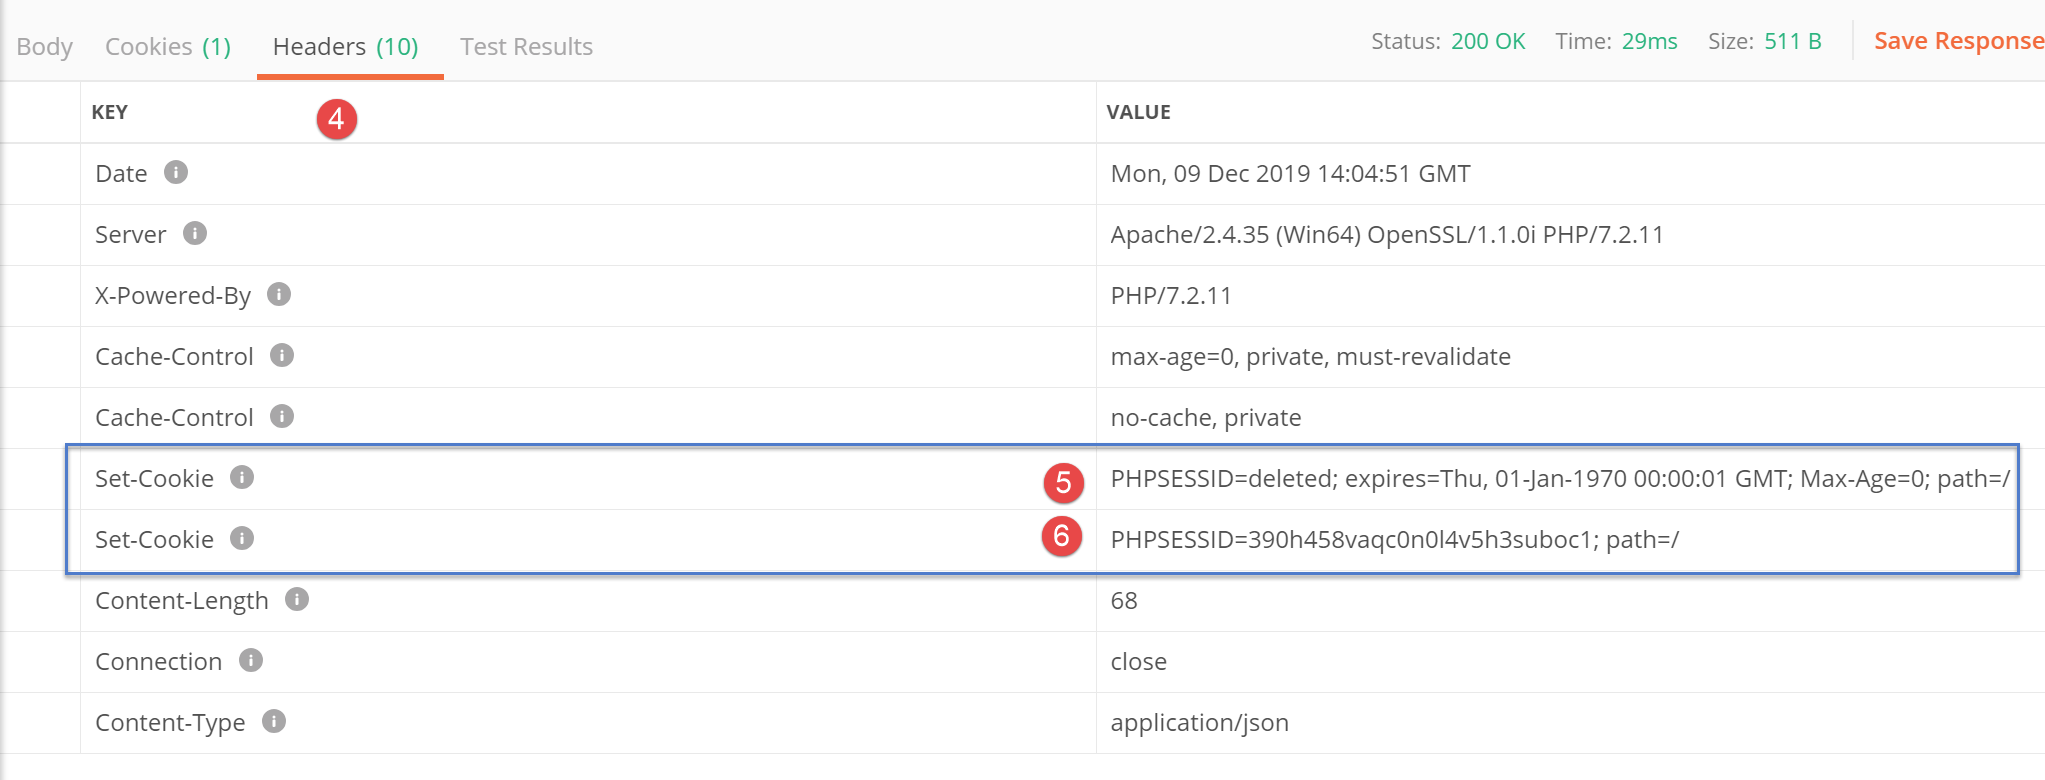 Body Cookies (1) Headers (10) Test Results Status: 200 OK Time: 29ms Size: 511 B Save Response
KEY 4 VALUE
Date Mon, 09 Dec 2019 14:04:51 GMT
Server Apache/2.4.35 (Win64) OpenSSL/1.1.0i PHP/7.2.11
X-Powered-By PHP/7.2.11
Cache-Control max-age=0, private, must-revalidate
Cache-Control no-cache, private
Set-Cookie 5 PHPSESSID=deleted; expires=Thu, 01-Jan-1970 00:00:01 GMT; Max-Age=0; path=/
Set-Cookie 6 PHPSESSID=390h458vaqc0n0l4v5h3suboc1; path=/
Content-Length 68
Connection close
Content-Type application/json